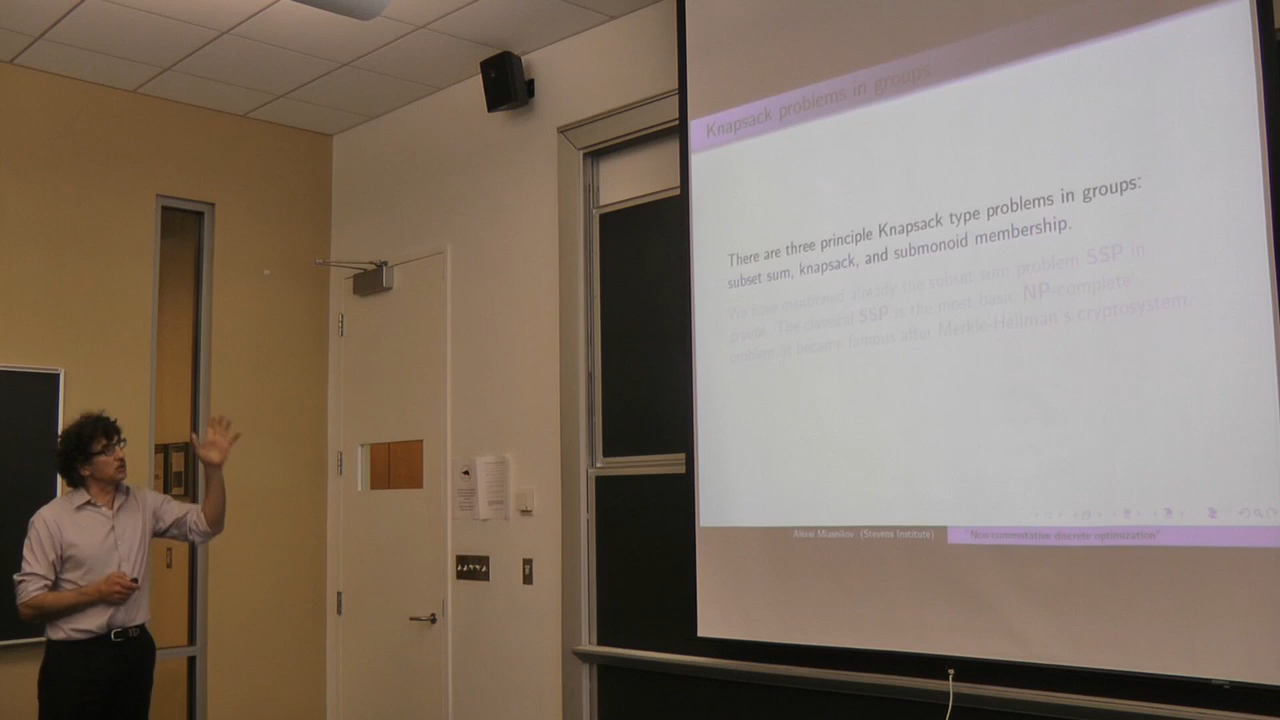 Knapsack problems in groups
There are three principle Knapsack type problems in groups:
subset sum, knapsack, and submonoid membership.
We have mentioned already the subset sum problem SSP in
groups. The classical SSP is the most basic NP-complete
problem, it became famous after Merkle-Hellman's cryptosystem.
Alexei Miasnikov (Stevens Institute)
"Non-commutative discrete optimization"